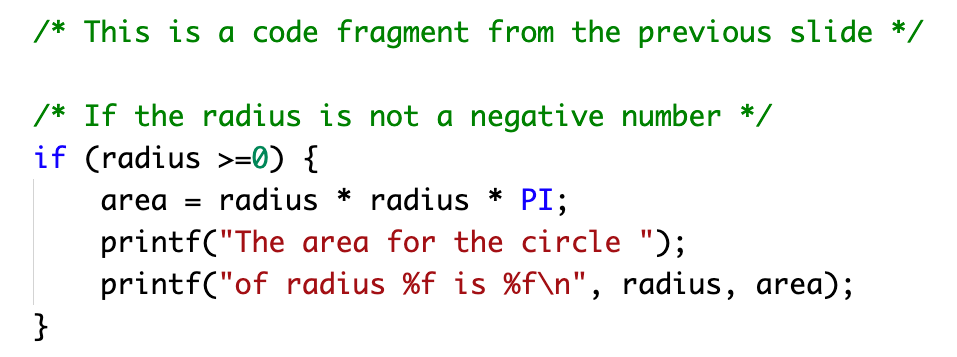 /* This is a code fragment from the previous slide */
/* If the radius is not a negative number */
if (radius >=0) {
    area = radius * radius * PI;
    printf("The area for the circle ");
    printf("of radius %f is %f\n", radius, area);
}